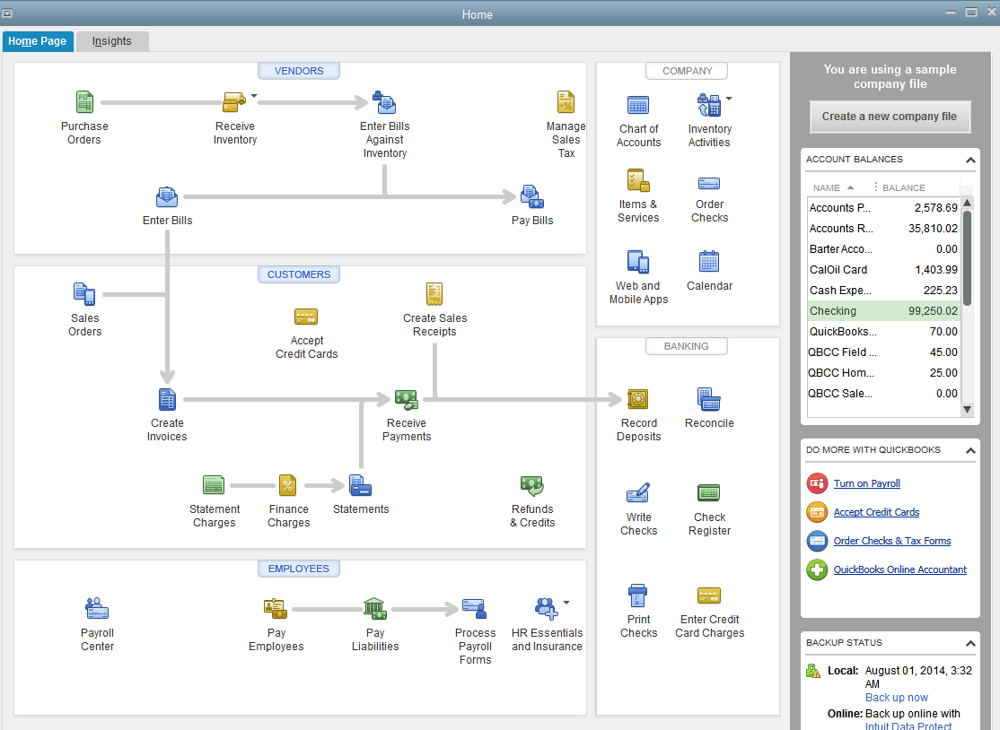 Home
Home Page
Insights
VENDORS
Purchase
Orders
Receive
Inventory
Enter Bills
Against
Inventory
Manage
Sales
Tax
Enter Bills
Pay Bills
CUSTOMERS
Sales
Orders
Accept
Credit Cards
Create Sales
Receipts
Create
Invoices
Receive
Payments
Statement
Charges
Finance
Charges
Statements
Refunds
& Credits
EMPLOYEES
Payroll
Center
Pay
Employees
Pay
Liabilities
Process
Payroll
Forms
HR Essentials
and Insurance
COMPANY
Chart of
Accounts
Inventory
Activities
Items &
Services
Order
Checks
Web and
Mobile Apps
Calendar
BANKING
Record
Deposits
Reconcile
Write
Checks
Check
Register
Print
Checks
Enter Credit
Card Charges
You are using a sample
company file
Create a new company file
ACCOUNT BALANCES
NAME BALANCE
Accounts P... 2,578.69
Accounts R... 35,810.02
Barter Acco... 0.00
CalOil Card 1,403.99
Cash Expe... 225.23
Checking 99,250.02
QuickBooks... 70.00
QBCC Field ... 45.00
QBCC Hom... 25.00
QBCC Sale... 0.00
DO MORE WITH QUICKBOOKS
Turn on Payroll
Accept Credit Cards
Order Checks & Tax Forms
QuickBooks Online Accountant
BACKUP STATUS
Local: August 01, 2014, 3:32
AM
Back up now
Online: Back up online with
Intuit Data Protect